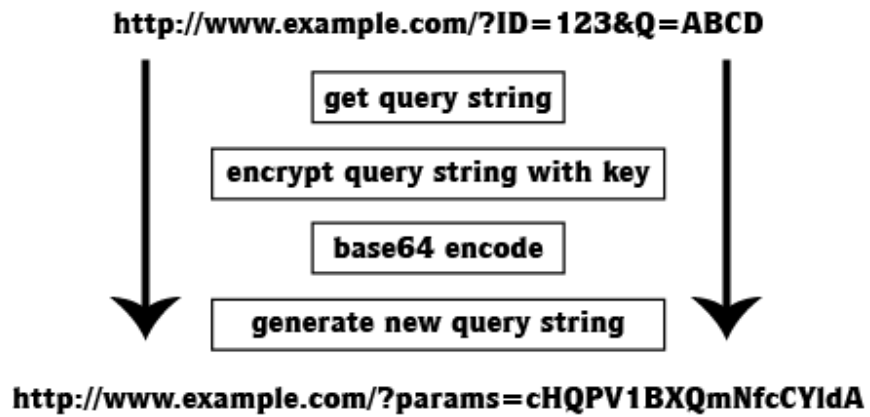 http://www.example.com/?ID=123&Q=ABCD
get query string
encrypt query string with key
base64 encode
generate new query string
http://www.example.com/?params=cHQPV1BXQmNfcCYldA